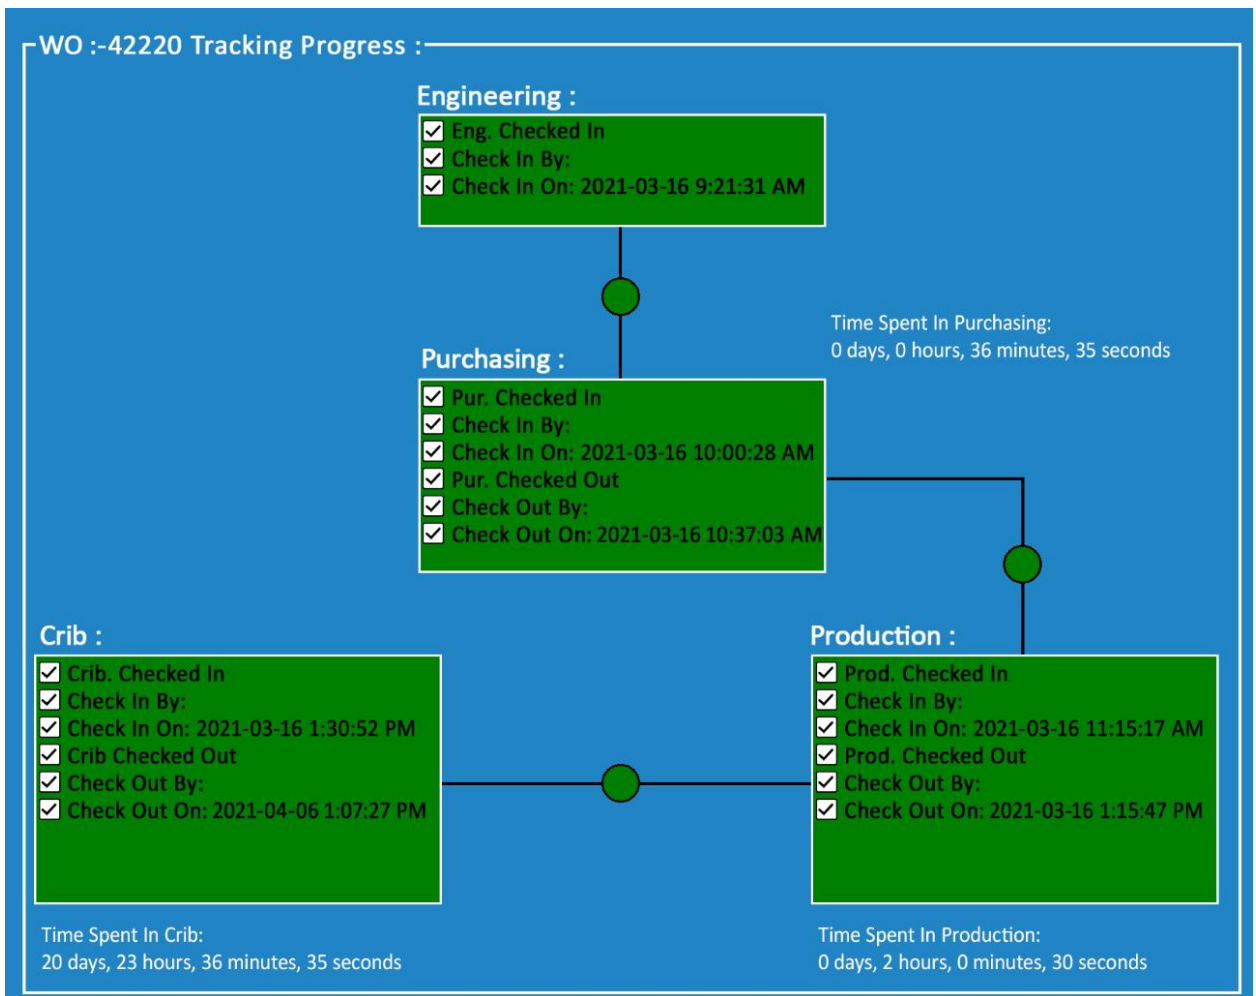 WO :-42220 Tracking Progress :
Engineering :
Eng. Checked In
Check In By:
Check In On: 2021-03-16 9:21:31 AM
Time Spent In Purchasing:
0 days, 0 hours, 36 minutes, 35 seconds
Purchasing :
Pur. Checked In
Check In By:
Check In On: 2021-03-16 10:00:28 AM
Pur. Checked Out
Check Out By:
Check Out On: 2021-03-16 10:37:03 AM
Crib :
Crib. Checked In
Check In By:
Check In On: 2021-03-16 1:30:52 PM
Crib Checked Out
Check Out By:
Check Out On: 2021-04-06 1:07:27 PM
Time Spent In Crib:
20 days, 23 hours, 36 minutes, 35 seconds
Production :
Prod. Checked In
Check In By:
Check In On: 2021-03-16 11:15:17 AM
Prod. Checked Out
Check Out By:
Check Out On: 2021-03-16 1:15:47 PM
Time Spent In Production:
0 days, 2 hours, 0 minutes, 30 seconds